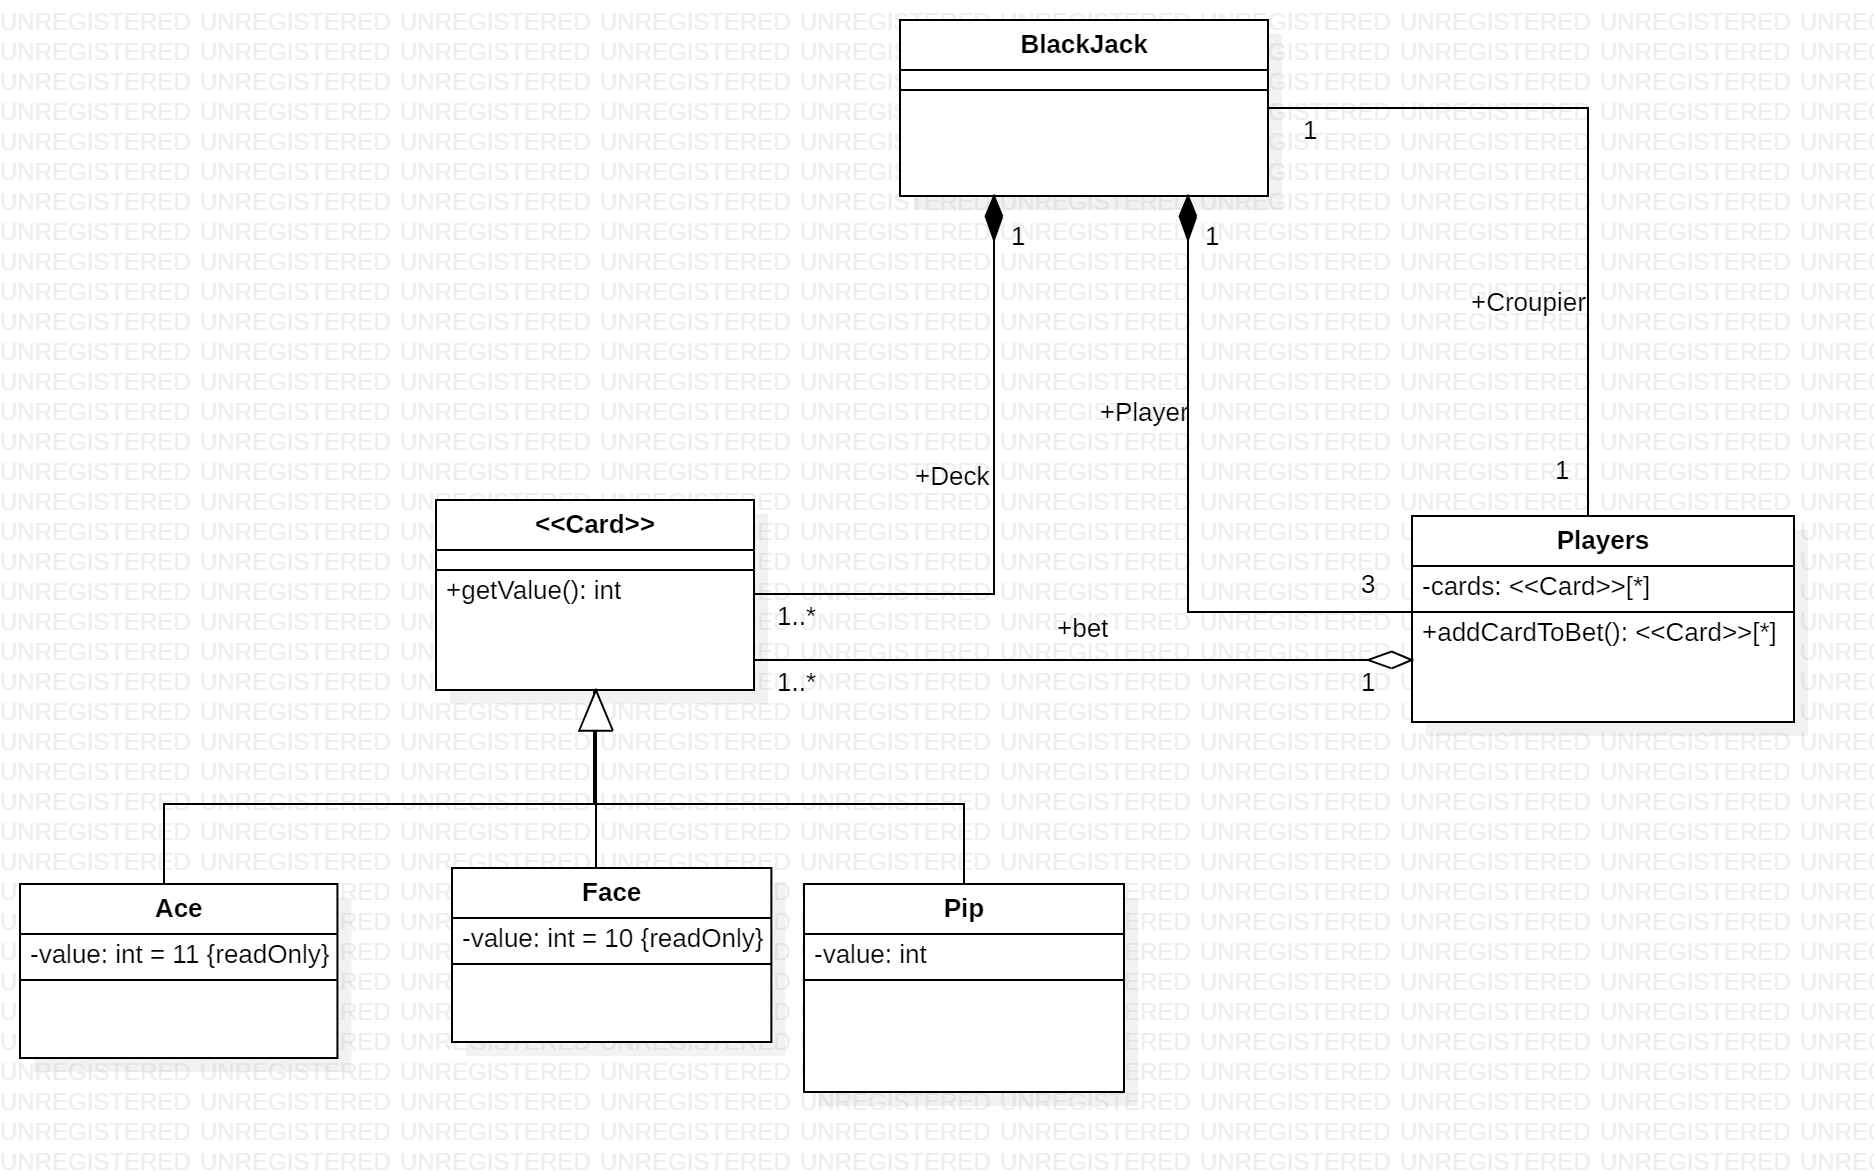 BlackJack
1
1
1
+Croupier
+Player
1
+Deck
<<Card>>
+getValue(): int
Players
-cards: <<Card>>[*]
+addCardToBet(): <<Card>>[*]
3
1..*
+bet
1..*
1
Ace
-value: int = 11 {readOnly}
Face
-value: int = 10 {readOnly}
Pip
-value: int
UNREGISTERED